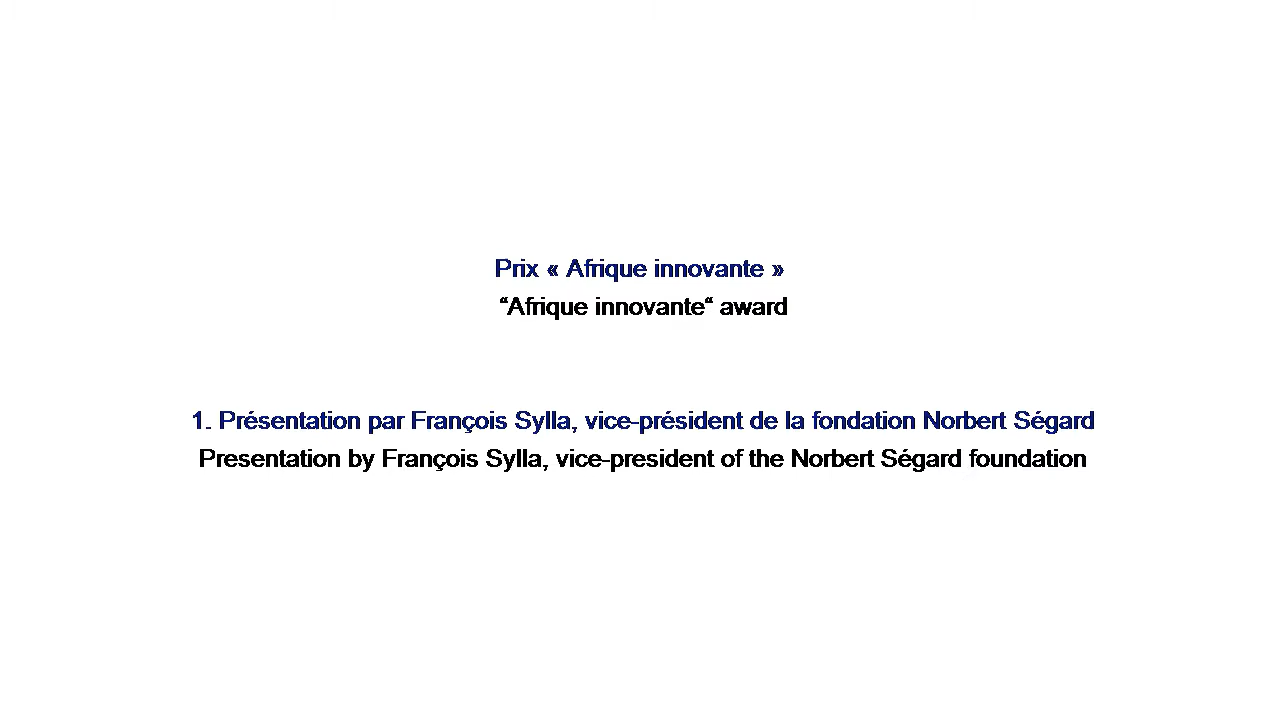 Prix « Afrique innovante »
“Afrique innovante“ award
1. Présentation par François Sylla, vice-président de la fondation Norbert Ségard
Presentation by François Sylla, vice-president of the Norbert Ségard foundation